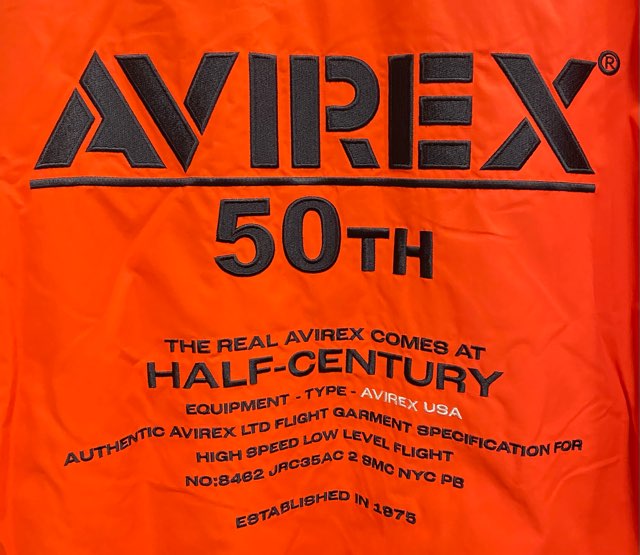 AVIREX®
50TH
THE REAL AVIREX COMES AT
HALF-CENTURY
EQUIPMENT - TYPE - AVIREX USA
AUTHENTIC AVIREX LTD FLIGHT GARMENT SPECIFICATION FOR
HIGH SPEED LOW LEVEL FLIGHT
NO:8462 JRC35AC 2 SMC NYC PB
ESTABLISHED IN 1975